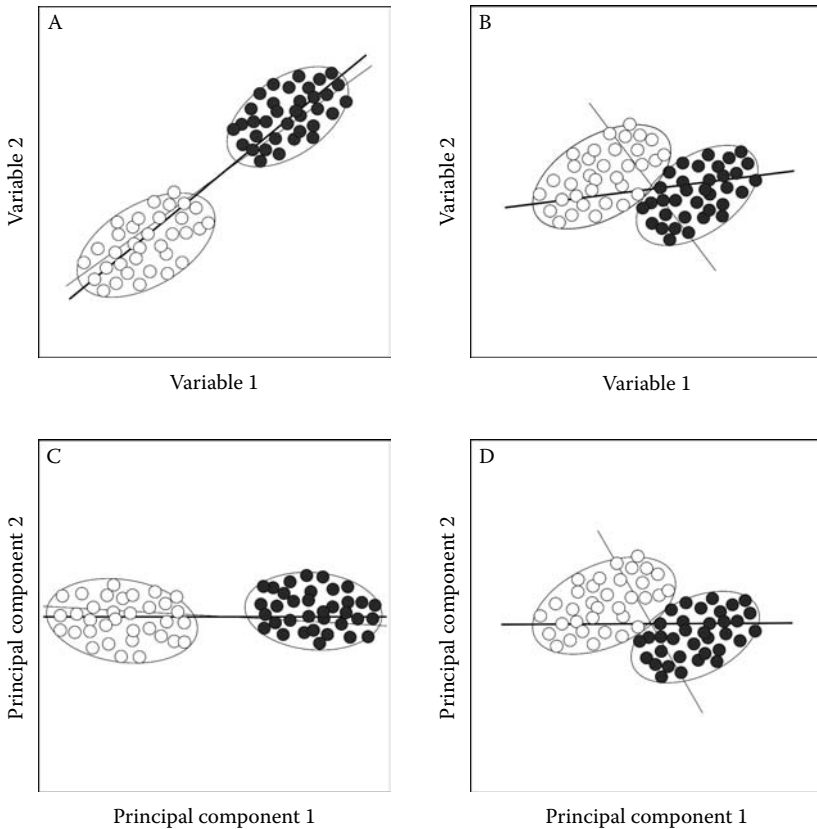 A
Variable 2
Variable 1
B
Variable 2
Variable 1
C
Principal component 2
Principal component 1
D
Principal component 2
Principal component 1